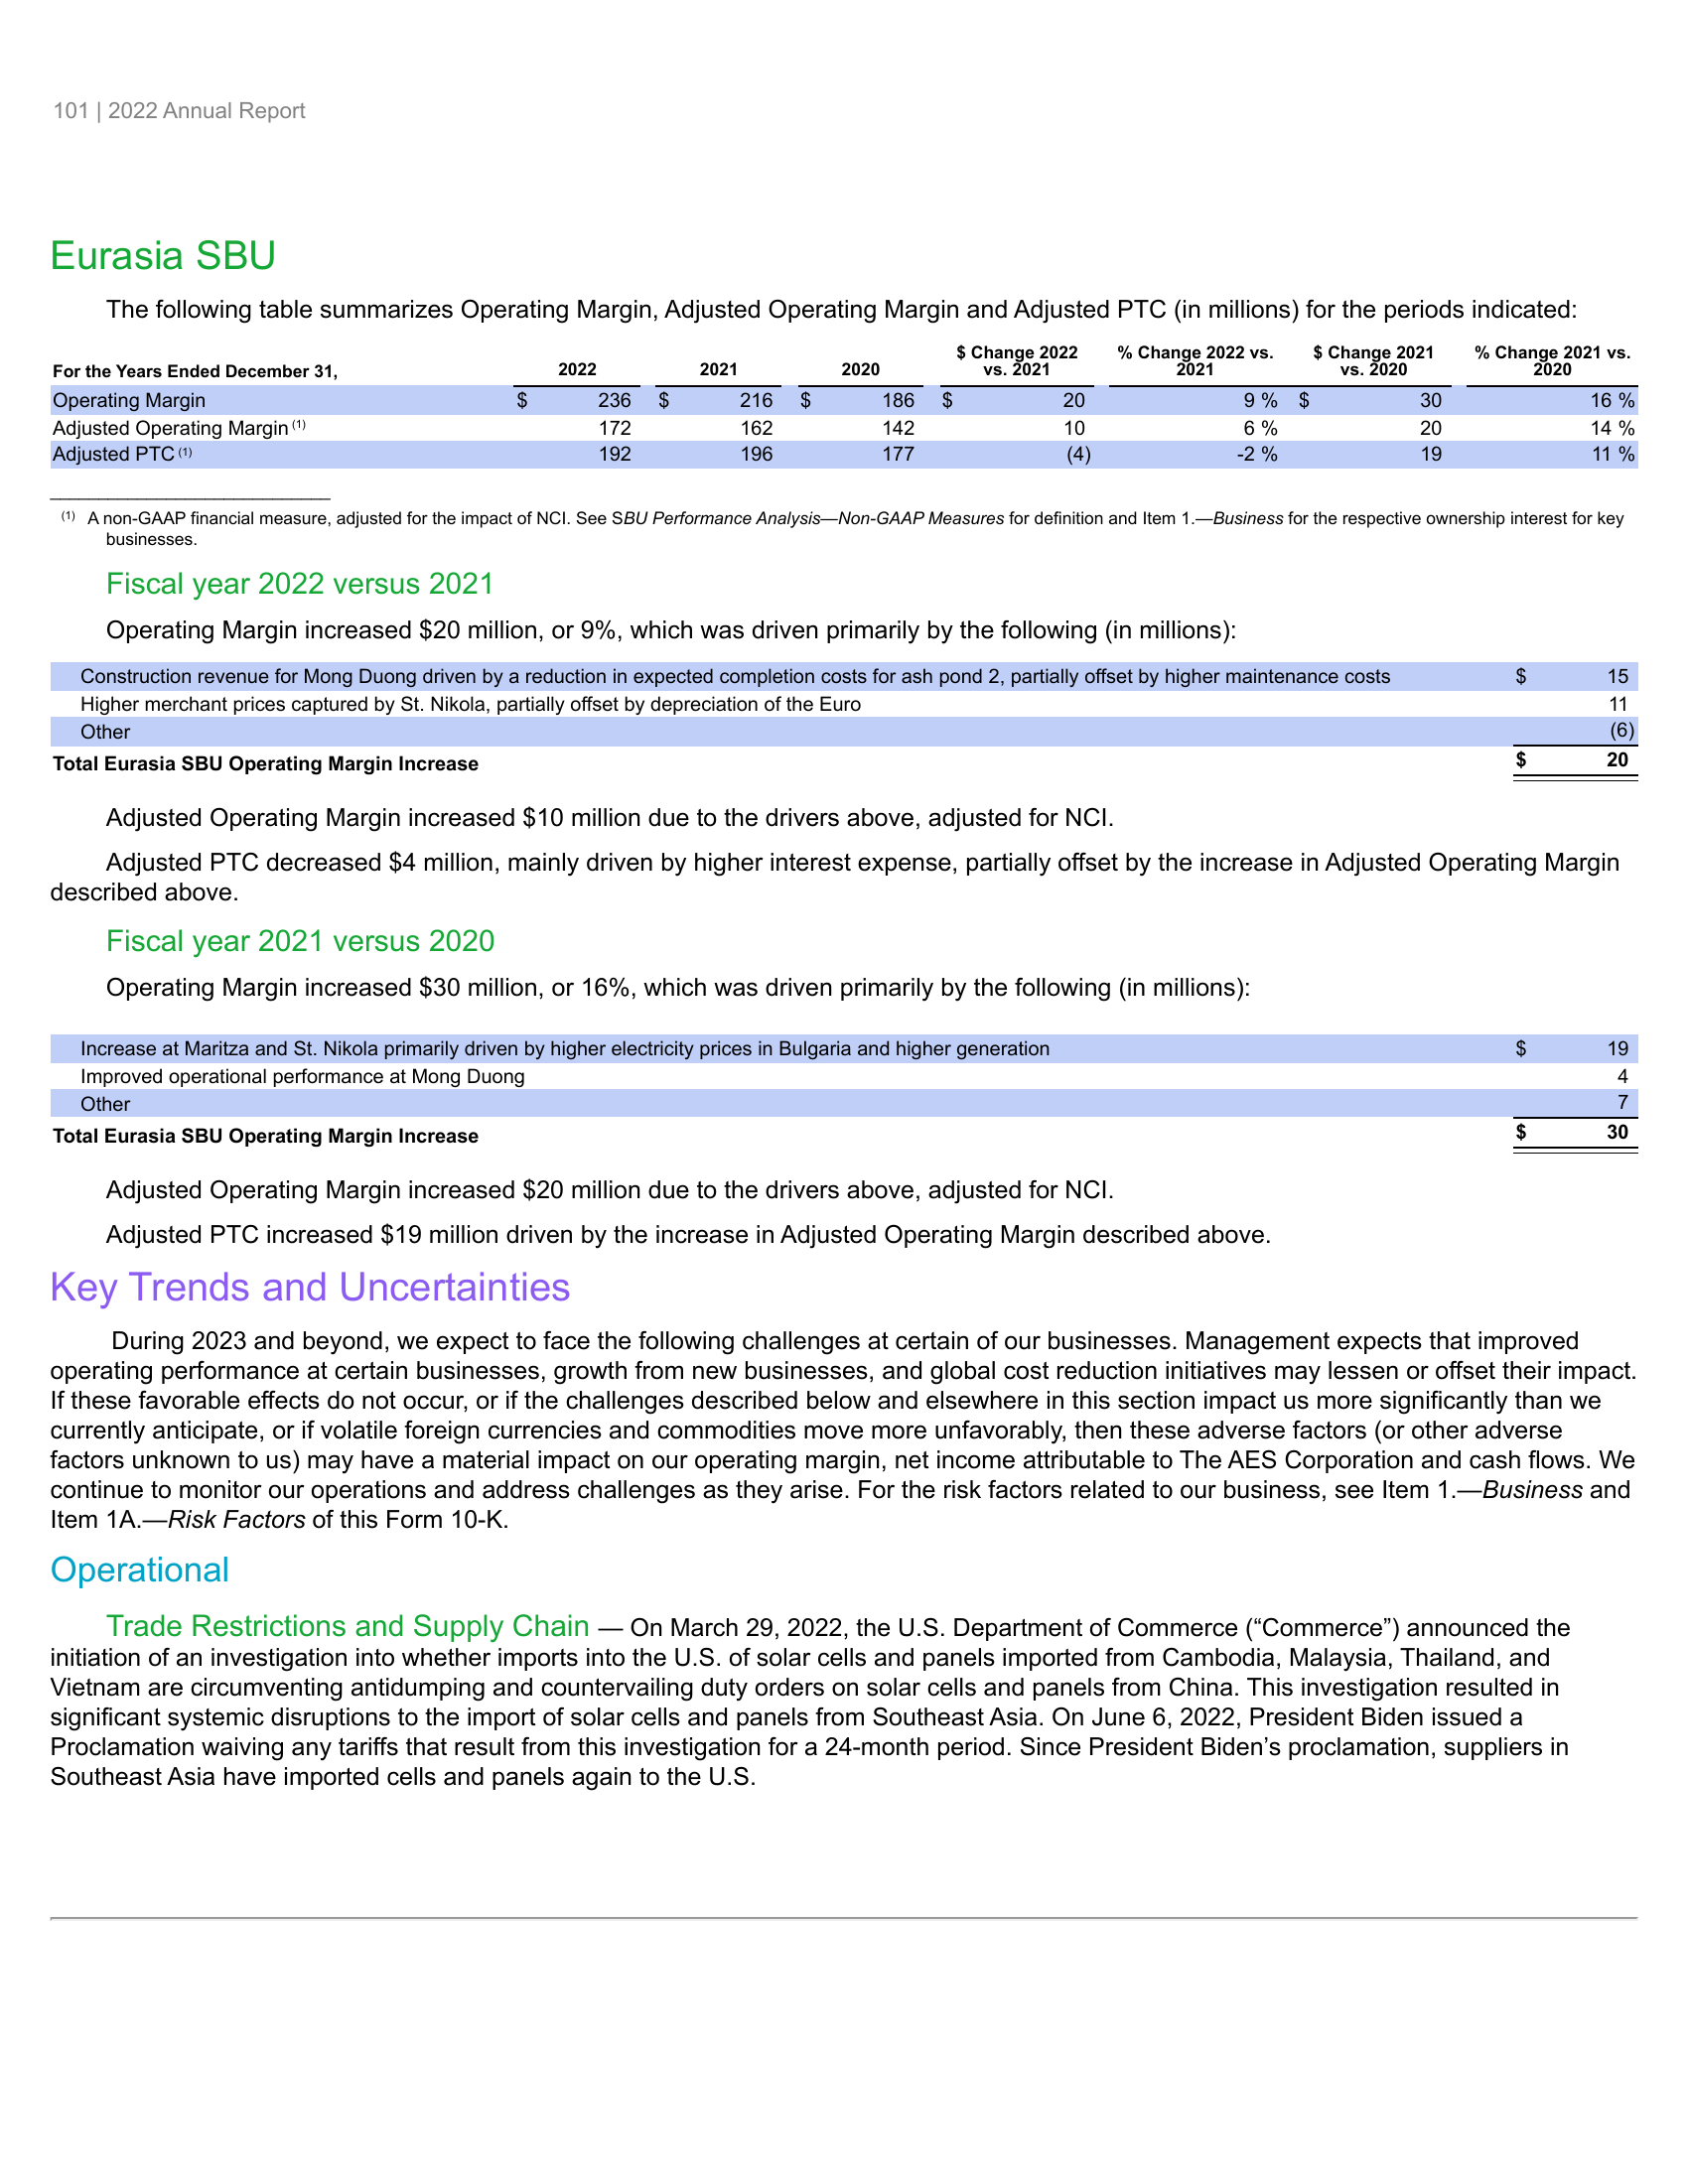 101 | 2022 Annual Report
Eurasia SBU
The following table summarizes Operating Margin, Adjusted Operating Margin and Adjusted PTC (in millions) for the periods indicated:
For the Years Ended December 31, 2022 2021 2020 $ Change 2022 vs. 2021 % Change 2022 vs. 2021 $ Change 2021 vs. 2020 % Change 2021 vs. 2020
Operating Margin $ 236 $ 216 $ 186 $ 20 9 % $ 30 16 %
Adjusted Operating Margin (1) 172 162 142 10 6 % 20 14 %
Adjusted PTC (1) 192 196 177 (4) -2 % 19 11 %
(1) A non-GAAP financial measure, adjusted for the impact of NCI. See SBU Performance Analysis—Non-GAAP Measures for definition and Item 1.—Business for the respective ownership interest for key
businesses.
Fiscal year 2022 versus 2021
Operating Margin increased $20 million, or 9%, which was driven primarily by the following (in millions):
Construction revenue for Mong Duong driven by a reduction in expected completion costs for ash pond 2, partially offset by higher maintenance costs $ 15
Higher merchant prices captured by St. Nikola, partially offset by depreciation of the Euro 11
Other (6)
Total Eurasia SBU Operating Margin Increase $ 20
Adjusted Operating Margin increased $10 million due to the drivers above, adjusted for NCI.
Adjusted PTC decreased $4 million, mainly driven by higher interest expense, partially offset by the increase in Adjusted Operating Margin
described above.
Fiscal year 2021 versus 2020
Operating Margin increased $30 million, or 16%, which was driven primarily by the following (in millions):
Increase at Maritza and St. Nikola primarily driven by higher electricity prices in Bulgaria and higher generation $ 19
Improved operational performance at Mong Duong 4
Other 7
Total Eurasia SBU Operating Margin Increase $ 30
Adjusted Operating Margin increased $20 million due to the drivers above, adjusted for NCI.
Adjusted PTC increased $19 million driven by the increase in Adjusted Operating Margin described above.
Key Trends and Uncertainties
During 2023 and beyond, we expect to face the following challenges at certain of our businesses. Management expects that improved
operating performance at certain businesses, growth from new businesses, and global cost reduction initiatives may lessen or offset their impact.
If these favorable effects do not occur, or if the challenges described below and elsewhere in this section impact us more significantly than we
currently anticipate, or if volatile foreign currencies and commodities move more unfavorably, then these adverse factors (or other adverse
factors unknown to us) may have a material impact on our operating margin, net income attributable to The AES Corporation and cash flows. We
continue to monitor our operations and address challenges as they arise. For the risk factors related to our business, see Item 1.—Business and
Item 1A.—Risk Factors of this Form 10-K.
Operational
Trade Restrictions and Supply Chain — On March 29, 2022, the U.S. Department of Commerce (“Commerce”) announced the
initiation of an investigation into whether imports into the U.S. of solar cells and panels imported from Cambodia, Malaysia, Thailand, and
Vietnam are circumventing antidumping and countervailing duty orders on solar cells and panels from China. This investigation resulted in
significant systemic disruptions to the import of solar cells and panels from Southeast Asia. On June 6, 2022, President Biden issued a
Proclamation waiving any tariffs that result from this investigation for a 24-month period. Since President Biden’s proclamation, suppliers in
Southeast Asia have imported cells and panels again to the U.S.